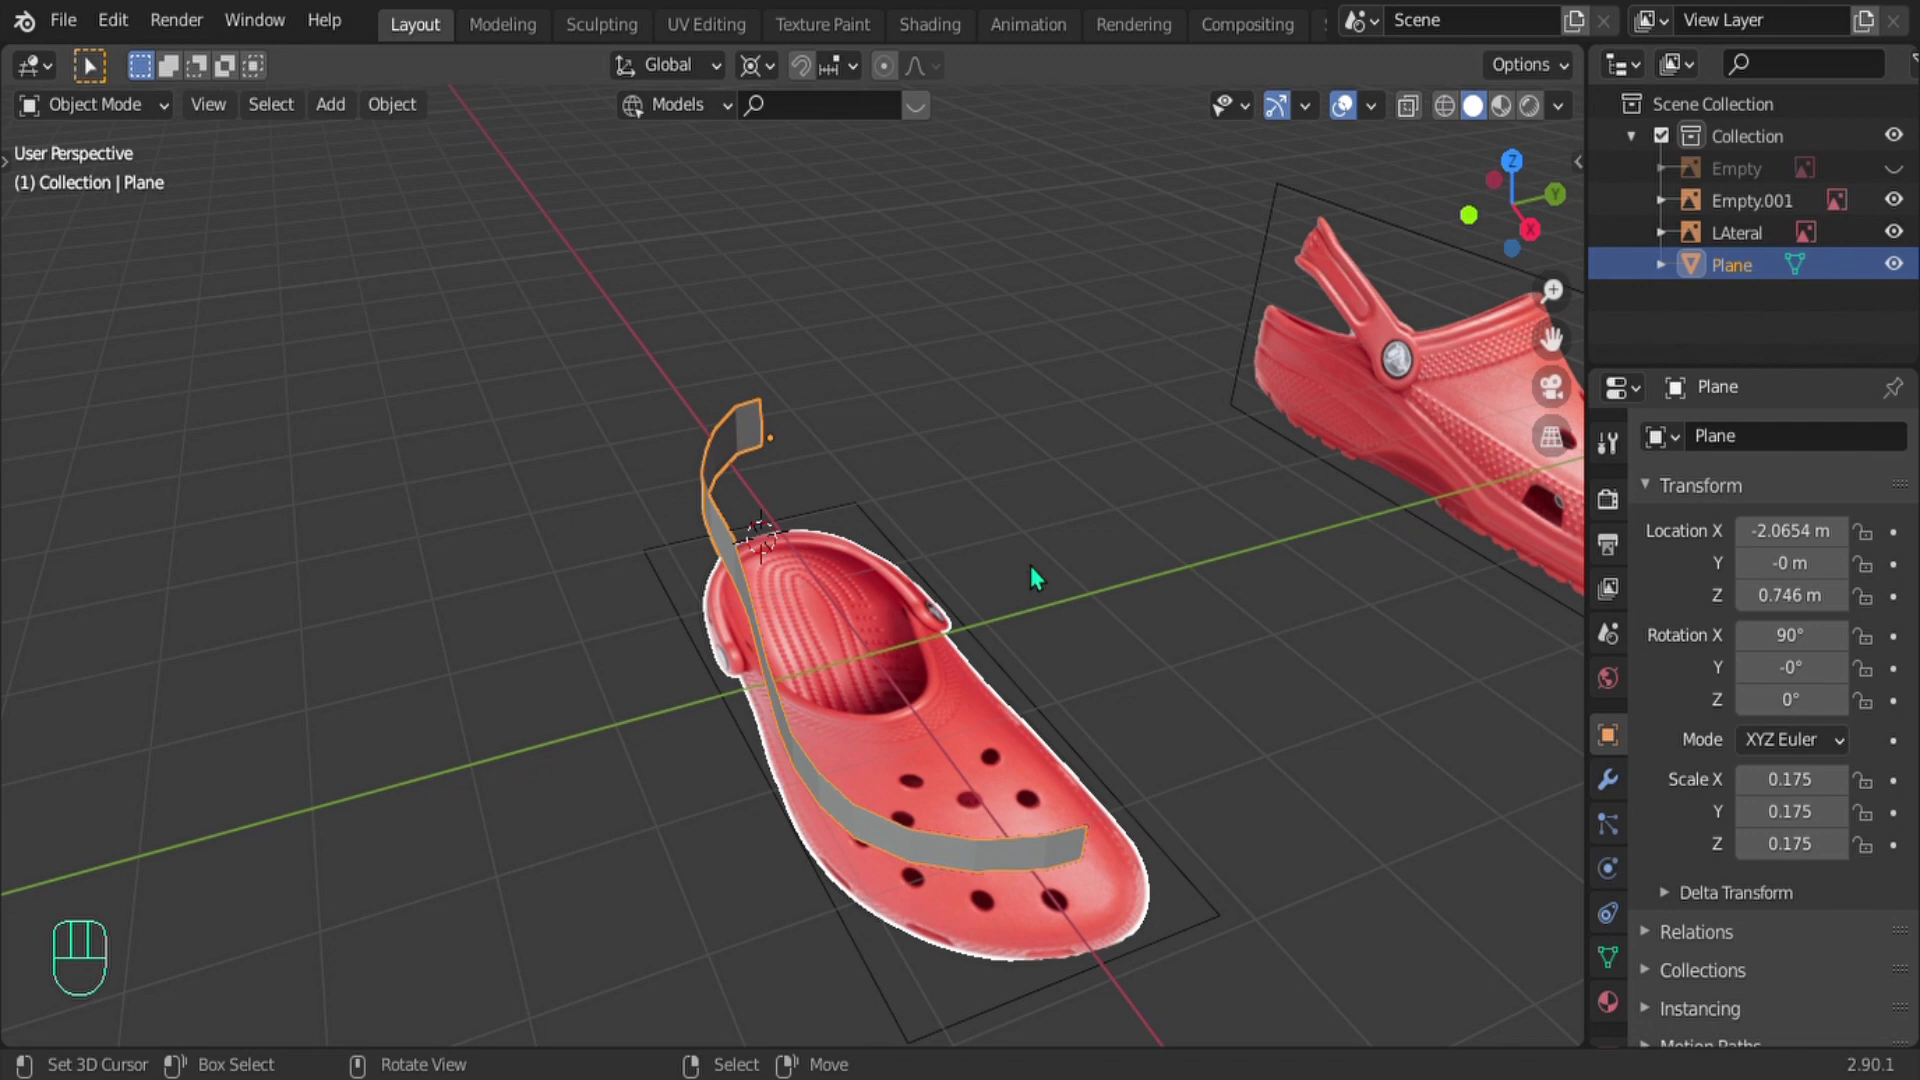 File Edit Render Window Help Layout Modeling Sculpting UV Editing Texture Paint Shading Animation Rendering Compositing Scene View Layer
Global Options
Object Mode View Select Add Object Models
User Perspective
(1) Collection | Plane
Z
Y
X
Scene Collection
Collection
Empty
Empty.001
LAteral
Plane
Plane
Plane
Transform
Location X -2.0654 m
Y -0 m
Z 0.746 m
Rotation X 90°
Y -0°
Z 0°
Mode XYZ Euler
Scale X 0.175
Y 0.175
Z 0.175
Delta Transform
Relations
Collections
Instancing
Motion Paths
Set 3D Cursor Box Select Rotate View Select Move 2.90.1